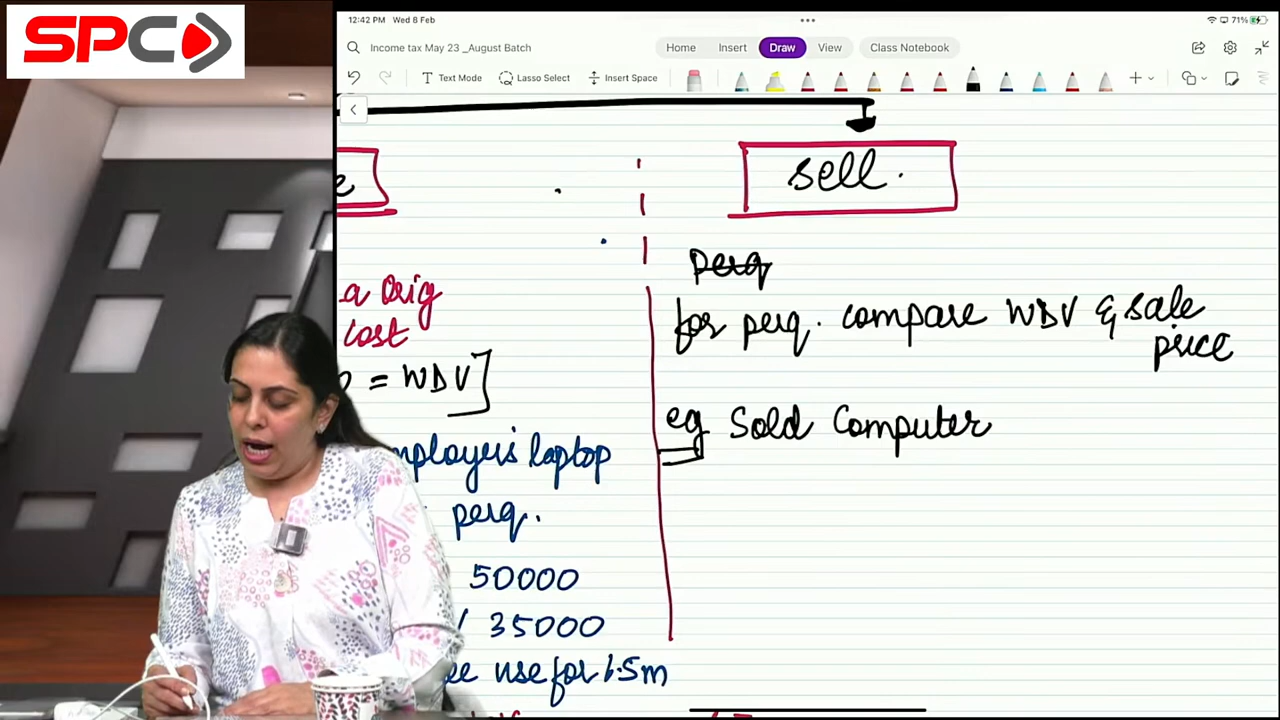 SPC
12:42 PM Wed 8 Feb
71%
Income tax May 23 _August Batch
Home Insert Draw View Class Notebook
Text Mode Lasso Select Insert Space
sell.
e
perq
for perq. compare WDV & sale price
a Orig
cost
= WDV]
eg Sold Computer
mployer's laptop
perq.
50000
35000
use for 6.5m